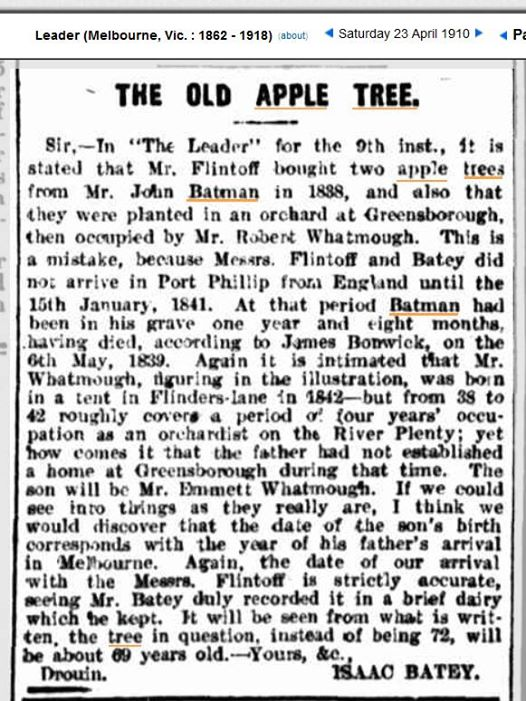 Leader (Melbourne, Vic. : 1862 - 1918) (about) Saturday 23 April 1910 Pa
THE OLD APPLE TREE.
Sir,—In "The Leader" for the 9th inst., it is
stated that Mr. Flintoff bought two apple trees
from Mr. John Batman in 1838, and also that
they were planted in an orchard at Greensborough,
then occupied by Mr. Robert Whatmough. This is
a mistake, because Messrs. Flintoff and Batey did
not arrive in Port Phillip from England until the
15th January, 1841. At that period Batman had
been in his grave one year and eight months,
having died, according to James Bonwick, on the
6th May, 1839. Again it is intimated that Mr.
Whatmough, figuring in the illustration, was born
in a tent in Flinders-lane in 1842—but from 38 to
42 roughly covers a period of four years' occu-
pation as an orchardist on the River Plenty; yet
how comes it that the father had not established
a home at Greensborough during that time. The
son will be Mr. Emmett Whatmough. If we could
see into things as they really are, I think we
would discover that the date of the son's birth
corresponds with the year of his father's arrival
in Melbourne. Again, the date of our arrival
with the Messrs. Flintoff is strictly accurate,
seeing Mr. Batey duly recorded it in a brief dairy
which he kept. It will be seen from what is writ-
ten, the tree in question, instead of being 72, will
be about 69 years old.—Yours, &c.,
Drouin. ISAAC BATEY.